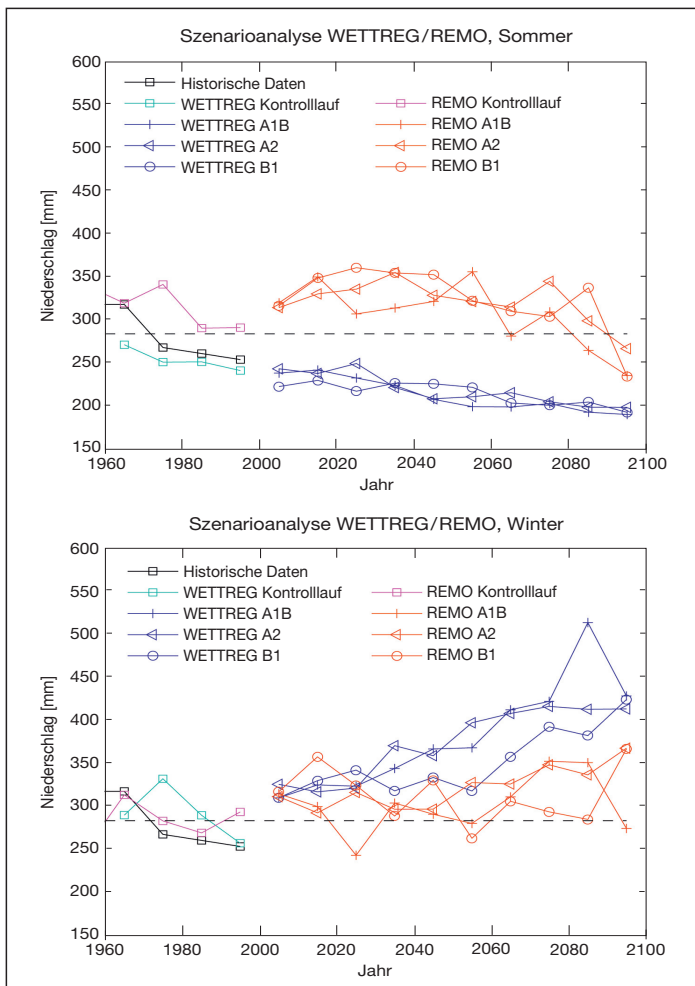 Szenarioanalyse WETTREG/REMO, Sommer
600
550
500
450
400
350
300
250
200
150
Niederschlag [mm]
Historische Daten
WETTREG Kontrolllauf
WETTREG A1B
WETTREG A2
WETTREG B1
REMO Kontrolllauf
REMO A1B
REMO A2
REMO B1
1960 1980 2000 2020 2040 2060 2080 2100
Jahr
Szenarioanalyse WETTREG/REMO, Winter
600
550
500
450
400
350
300
250
200
150
Niederschlag [mm]
Historische Daten
WETTREG Kontrolllauf
WETTREG A1B
WETTREG A2
WETTREG B1
REMO Kontrolllauf
REMO A1B
REMO A2
REMO B1
1960 1980 2000 2020 2040 2060 2080 2100
Jahr